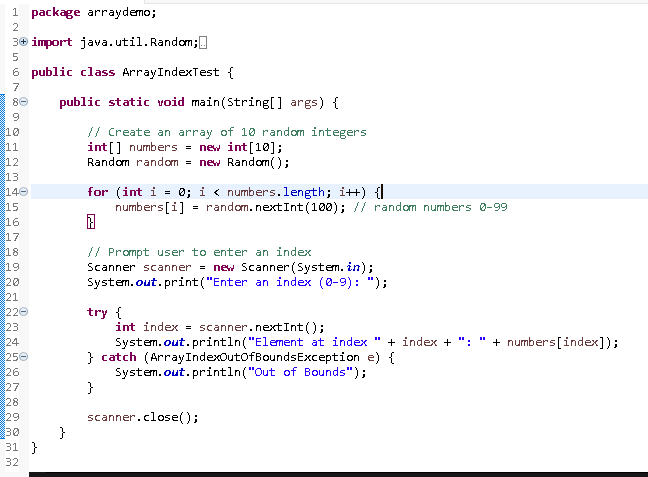 1 package arraydemo;
2
3 import java.util.Random;
5
6 public class ArrayIndexTest {
7
8 public static void main(String[] args) {
9
10 // Create an array of 10 random integers
11 int[] numbers = new int[10];
12 Random random = new Random();
13
14 for (int i = 0; i < numbers.length; i++) {
15 numbers[i] = random.nextInt(100); // random numbers 0-99
16 }
17
18 // Prompt user to enter an index
19 Scanner scanner = new Scanner(System.in);
20 System.out.print("Enter an index (0-9): ");
21
22 try {
23 int index = scanner.nextInt();
24 System.out.println("Element at index " + index + ": " + numbers[index]);
25 } catch (ArrayIndexOutOfBoundsException e) {
26 System.out.println("Out of Bounds");
27 }
28
29 scanner.close();
30 }
31 }
32